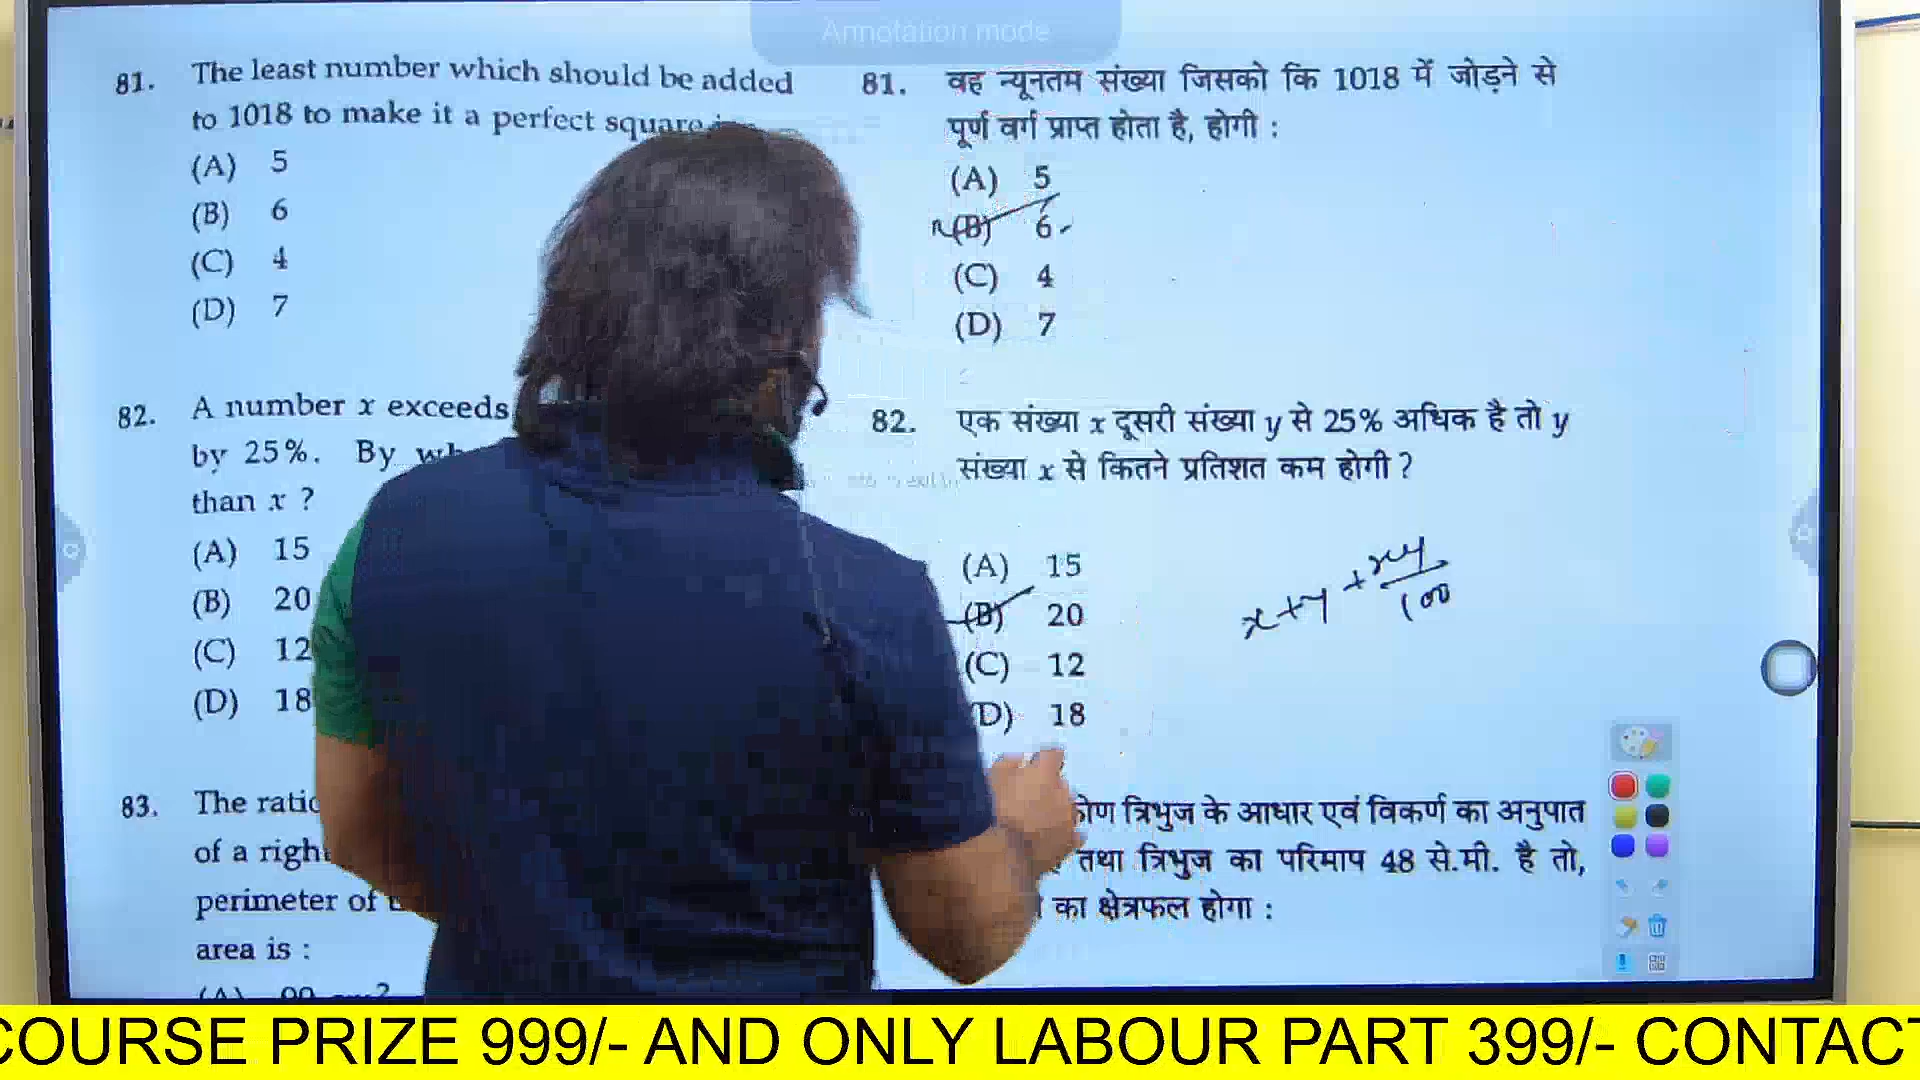 Annotation mode
81. The least number which should be added
to 1018 to make it a perfect square
(A) 5
(B) 6
(C) 4
(D) 7
82. A number x exceeds
by 25%. By
than x ?
(A) 15
(B) 20
(C) 12
(D) 18
83. The
of a
perimeter of
area is :
81. वह न्यूनतम संख्या जिसको कि 1018 में जोड़ने से
पूर्ण वर्ग प्राप्त होता है, होगी :
(A) 5
(B) 6
(C) 4
(D) 7
82. एक संख्या x दूसरी संख्या y से 25% अधिक है तो y
संख्या x से कितने प्रतिशत कम होगी ?
(A) 15
(B) 20
(C) 12
(D) 18
x+y+xy/100
त्रिभुज के आधार एवं विकर्ण का अनुपात
तथा त्रिभुज का परिमाप 48 से.मी. है तो,
का क्षेत्रफल होगा :
COURSE PRIZE 999/- AND ONLY LABOUR PART 399/- CONTACT